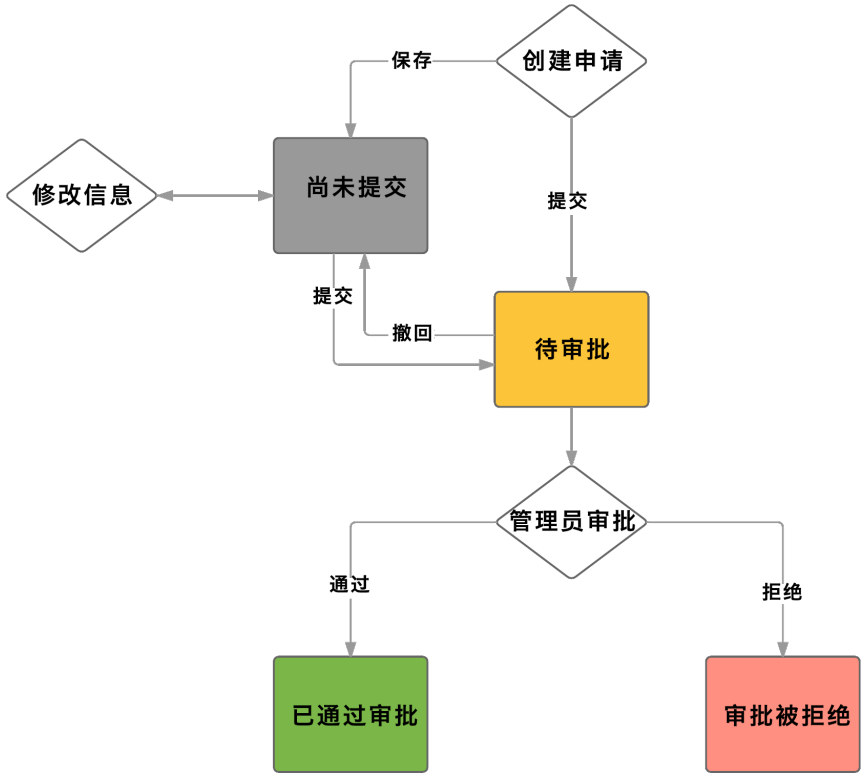 保存
创建申请
修改信息
尚未提交
提交
提交
撤回
待审批
管理员审批
通过
拒绝
已通过审批
审批被拒绝